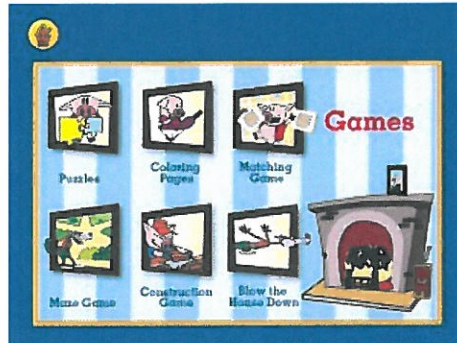 Games
Puzzles
Coloring
Pages
Matching
Game
Maze Game
Construction
Game
Blow the
House Down